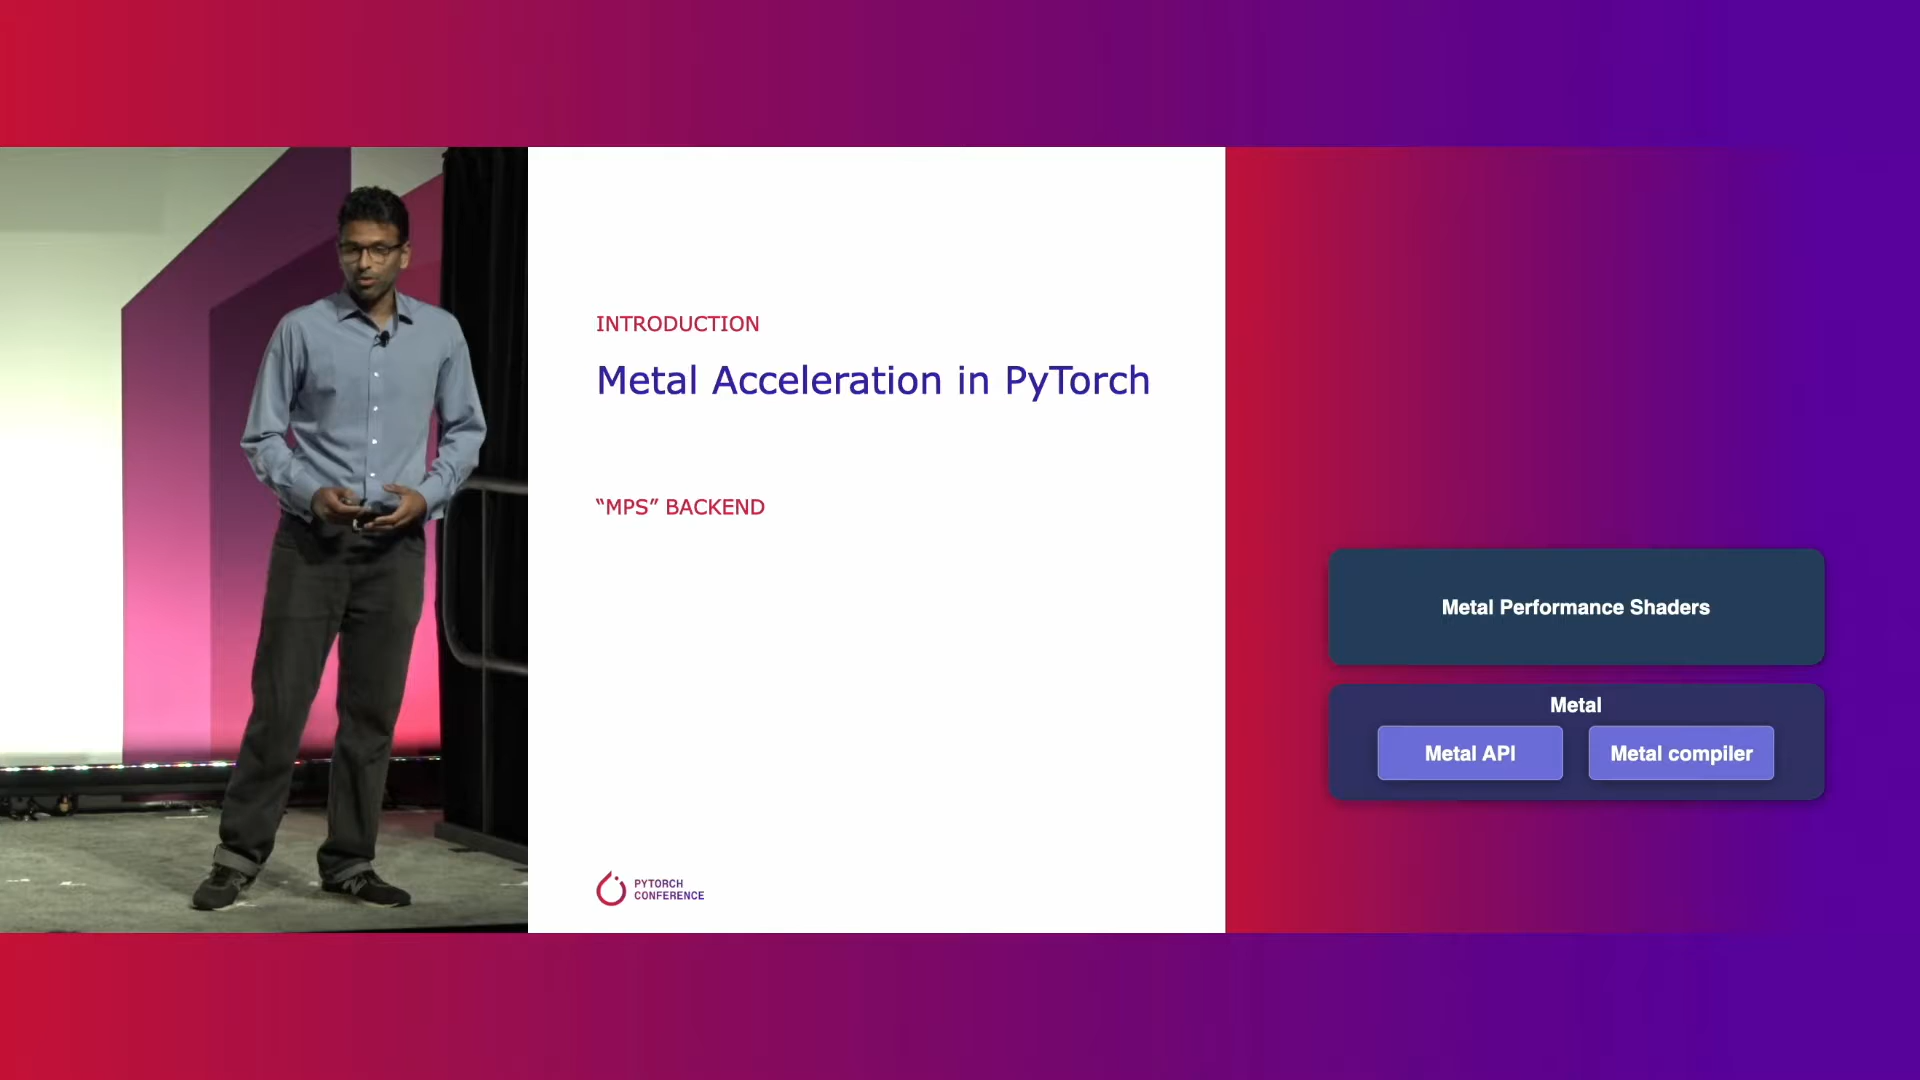 INTRODUCTION
Metal Acceleration in PyTorch
“MPS” BACKEND
PYTORCH
CONFERENCE
Metal Performance Shaders
Metal
Metal API
Metal compiler